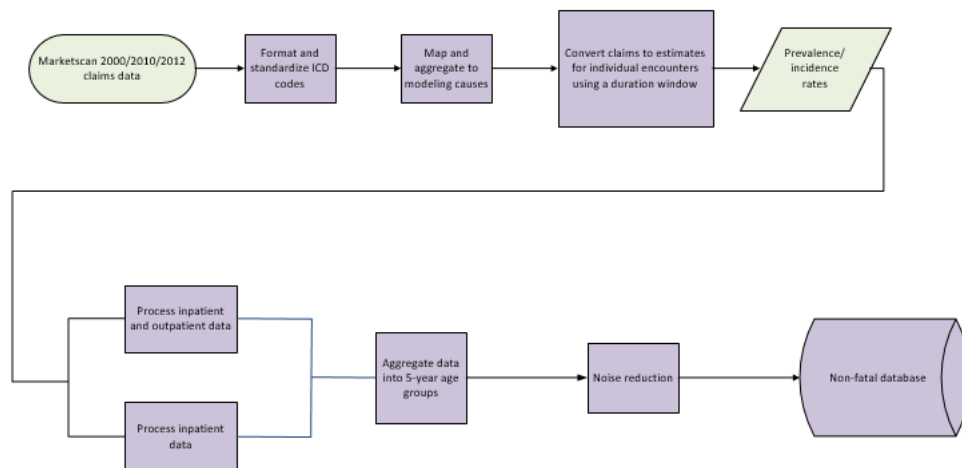 Marketscan 2000/2010/2012
claims data
Format and
standardize ICD
codes
Map and
aggregate to
modeling causes
Convert claims to estimates
for individual encounters
using a duration window
Prevalence/
incidence
rates
Process inpatient
and outpatient data
Process inpatient
data
Aggregate data
into 5-year age
groups
Noise reduction
Non-fatal database